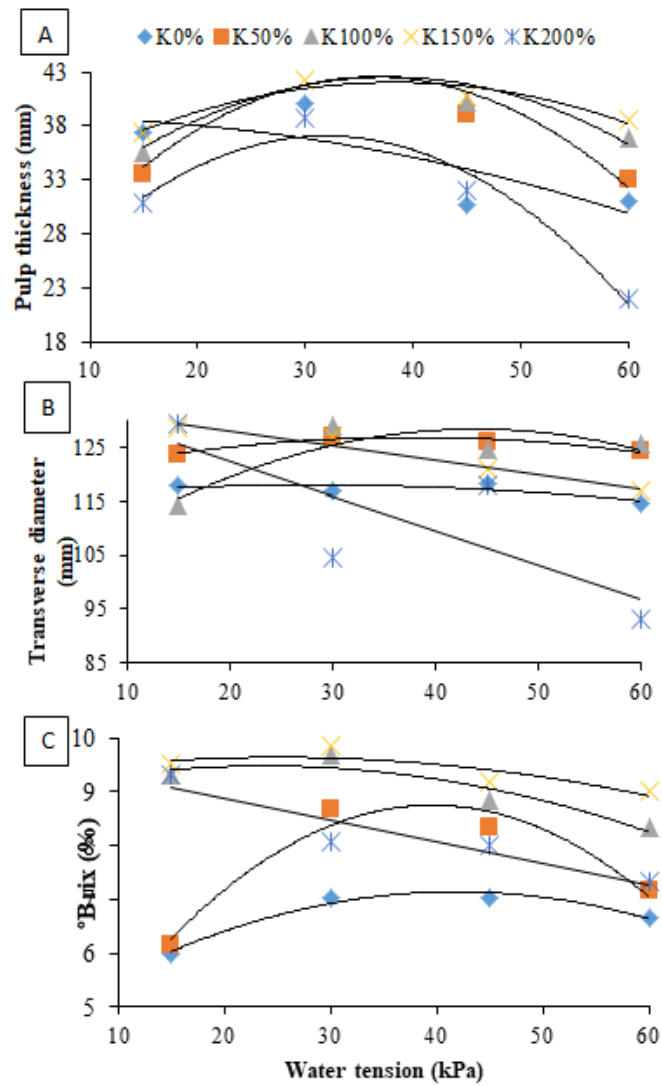 A
K0% K50% K100% K150% K200%
Pulp thickness (mm)
43
38
33
28
23
18
10 20 30 40 50 60
B
Transverse diameter
(mm)
125
115
105
95
85
10 20 30 40 50 60
C
°Brix (%)
10
9
6
5
10 20 30 40 50 60
Water tension (kPa)